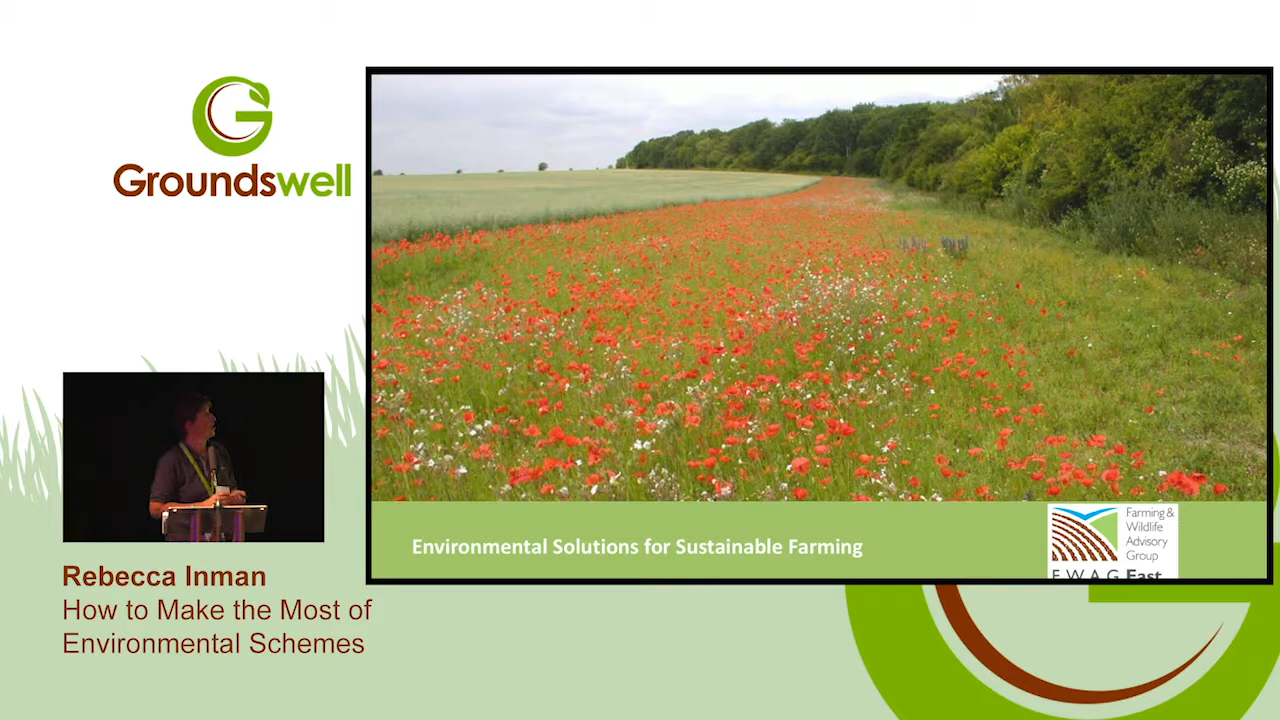 Groundswell
Environmental Solutions for Sustainable Farming
Farming &
Wildlife
Advisory
Group
F W A G East
Rebecca Inman
How to Make the Most of
Environmental Schemes